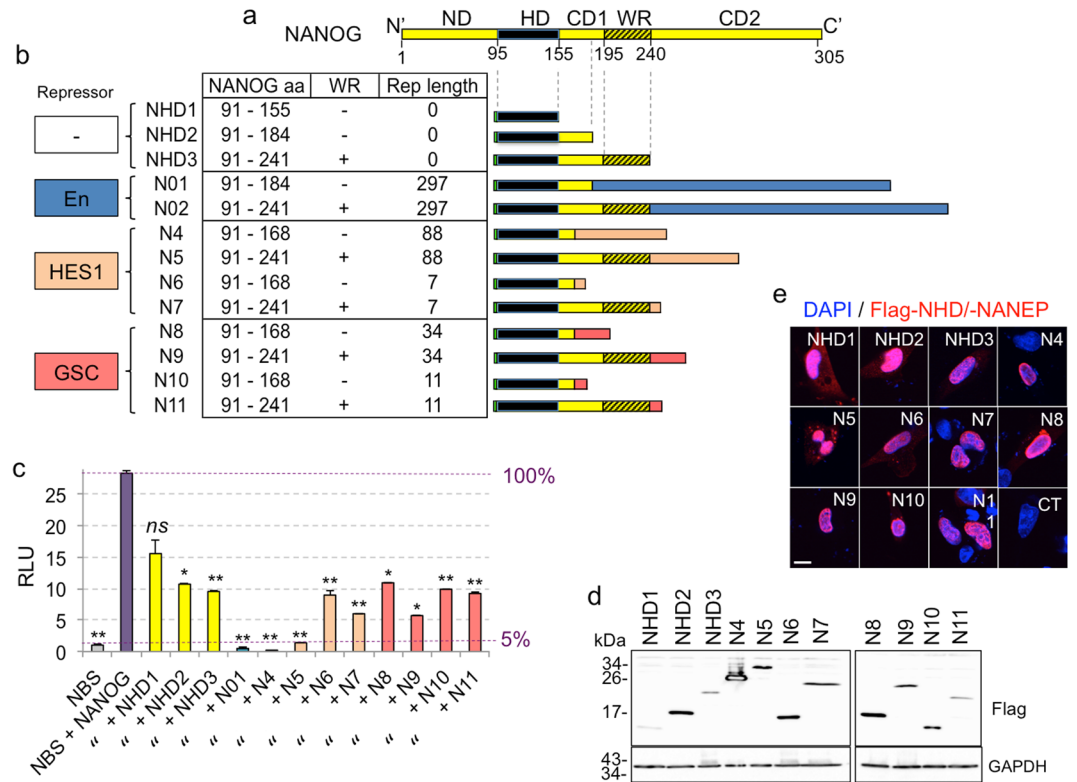 a
ND HD CD1 WR CD2
NANOG N’ C’
1 95 155 195 240 305
b
Repressor
NANOG aa WR Rep length
- NHD1 91 - 155 - 0
NHD2 91 - 184 - 0
NHD3 91 - 241 + 0
En N01 91 - 184 - 297
N02 91 - 241 + 297
HES1 N4 91 - 168 - 88
N5 91 - 241 + 88
N6 91 - 168 - 7
N7 91 - 241 + 7
GSC N8 91 - 168 - 34
N9 91 - 241 + 34
N10 91 - 168 - 11
N11 91 - 241 + 11
e
DAPI / Flag-NHD/-NANEP
NHD1 NHD2 NHD3 N4
N5 N6 N7 N8
N9 N10 N1 CT
1
c
100%
5%
RLU
25
20
15
10
5
0
** ns * ** ** ** ** ** ** * * ** **
NBS
NBS + NANOG
+ NHD1
+ NHD2
+ NHD3
+ N01
+ N4
+ N5
+ N6
+ N7
+ N8
+ N9
+ N10
+ N11
“ “ “ “ “ “ “ “ “ “ “
d
kDa
NHD1 NHD2 NHD3 N4 N5 N6 N7 N8 N9 N10 N11
34-
26-
17-
Flag
43-
34-
GAPDH